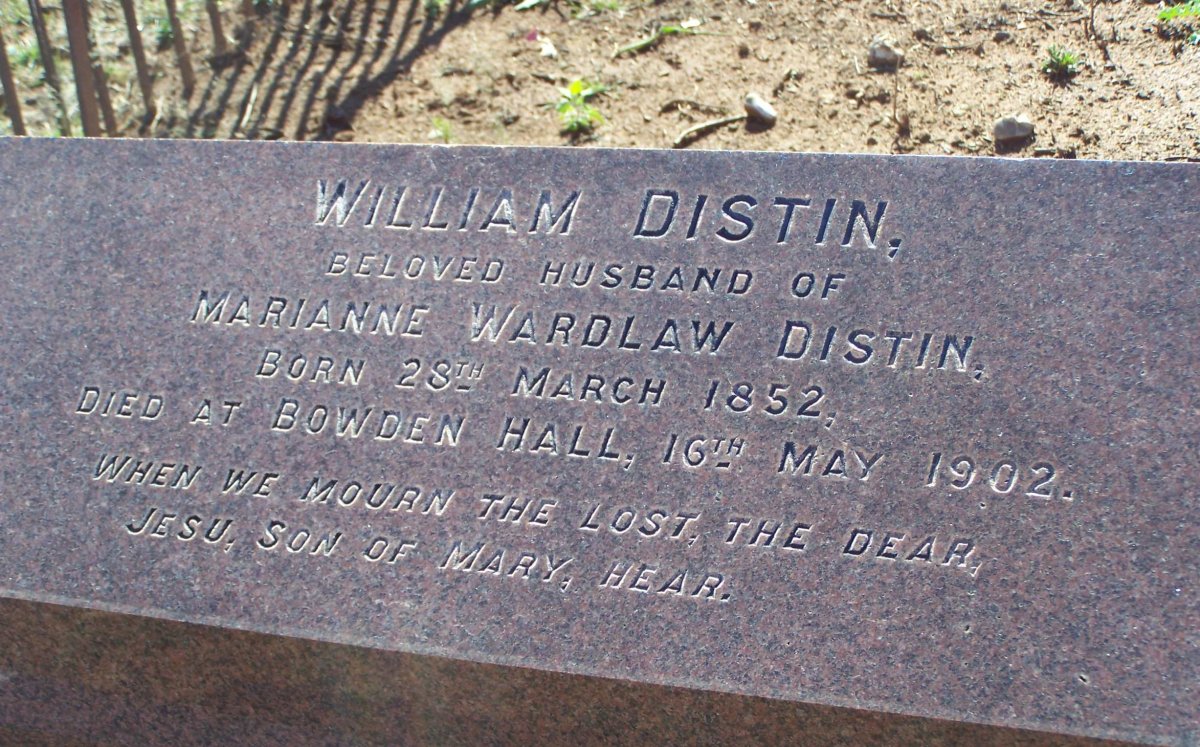 WILLIAM DISTIN,
BELOVED HUSBAND OF
MARIANNE WARDLAW DISTIN,
BORN 28TH MARCH 1852,
DIED AT BOWDEN HALL, 16TH MAY 1902.
WHEN WE MOURN THE LOST, THE DEAR,
JESU, SON OF MARY, HEAR.